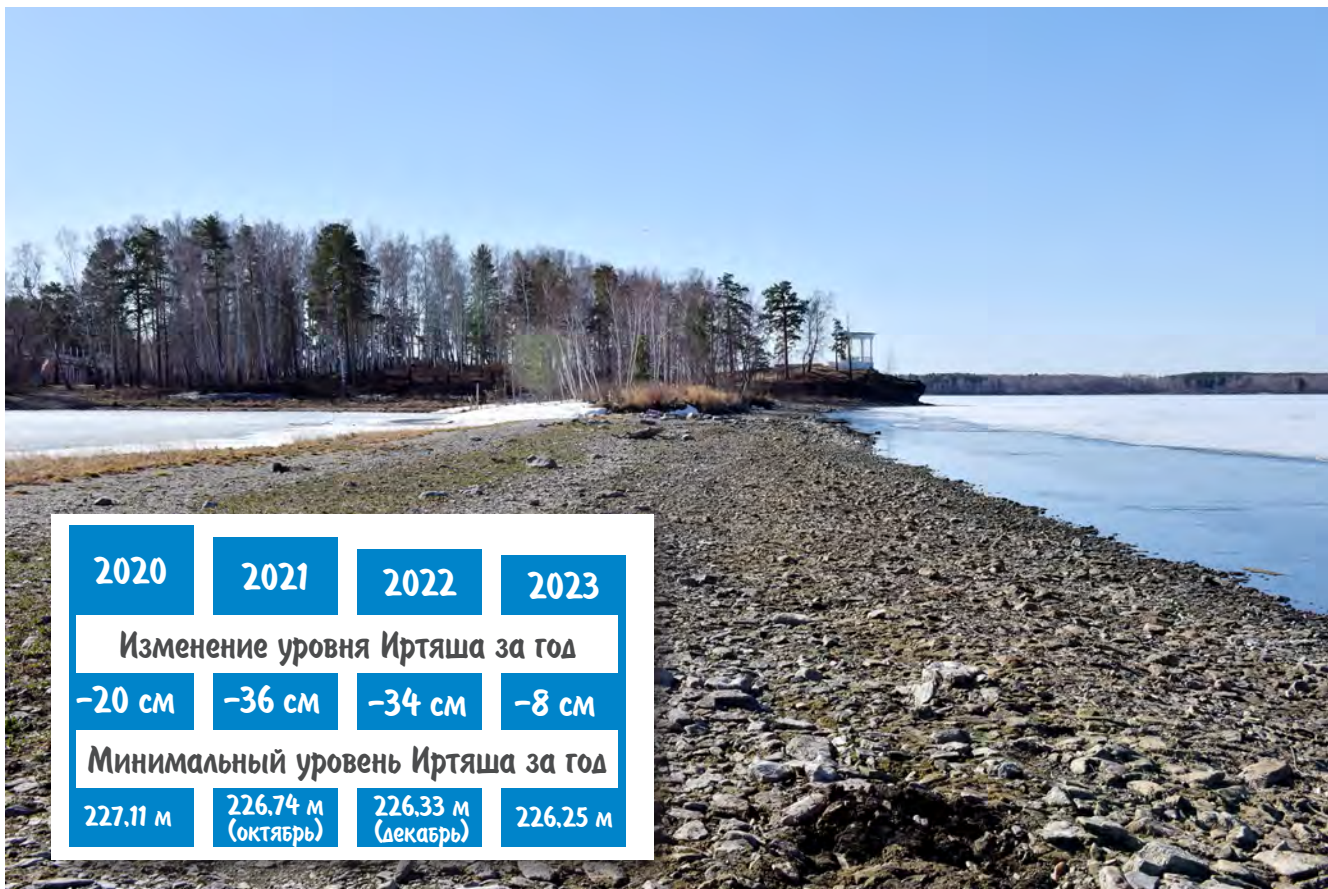 2020 2021 2022 2023
Изменение уровня Иртяша за год
-20 см -36 см -34 см -8 см
Минимальный уровень Иртяша за год
227,11 м 226,74 м (октябрь) 226,33 м (декабрь) 226,25 м